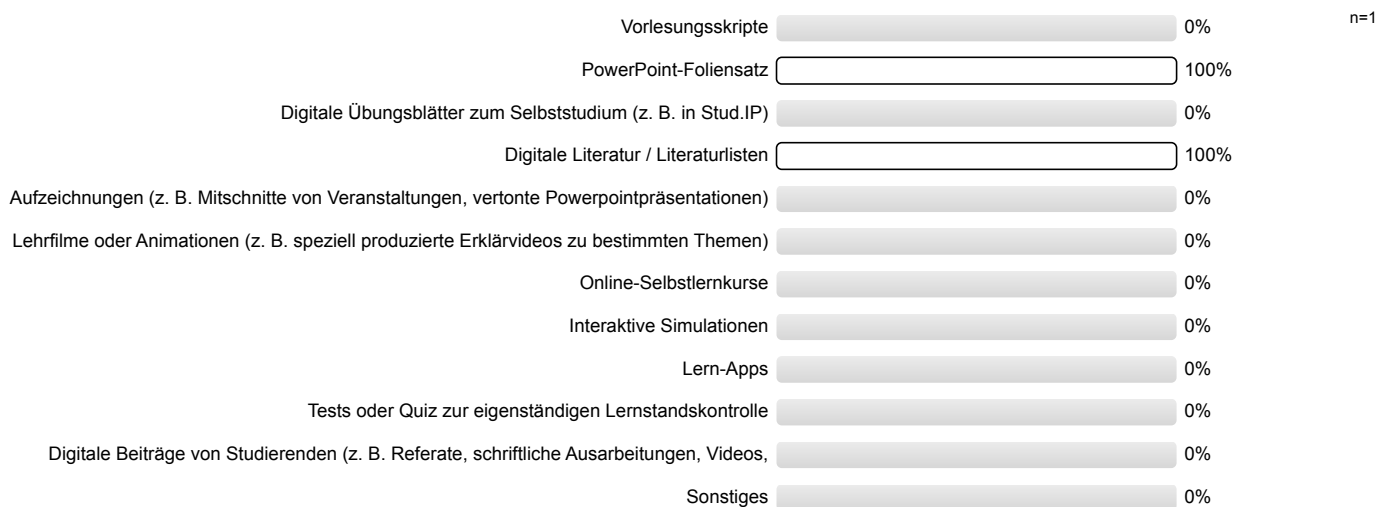 n=1
Vorlesungsskripte 0%
PowerPoint-Foliensatz 100%
Digitale Übungsblätter zum Selbststudium (z. B. in Stud.IP) 0%
Digitale Literatur / Literaturlisten 100%
Aufzeichnungen (z. B. Mitschnitte von Veranstaltungen, vertonte Powerpointpräsentationen) 0%
Lehrfilme oder Animationen (z. B. speziell produzierte Erklärvideos zu bestimmten Themen) 0%
Online-Selbstlernkurse 0%
Interaktive Simulationen 0%
Lern-Apps 0%
Tests oder Quiz zur eigenständigen Lernstandskontrolle 0%
Digitale Beiträge von Studierenden (z. B. Referate, schriftliche Ausarbeitungen, Videos, 0%
Sonstiges 0%